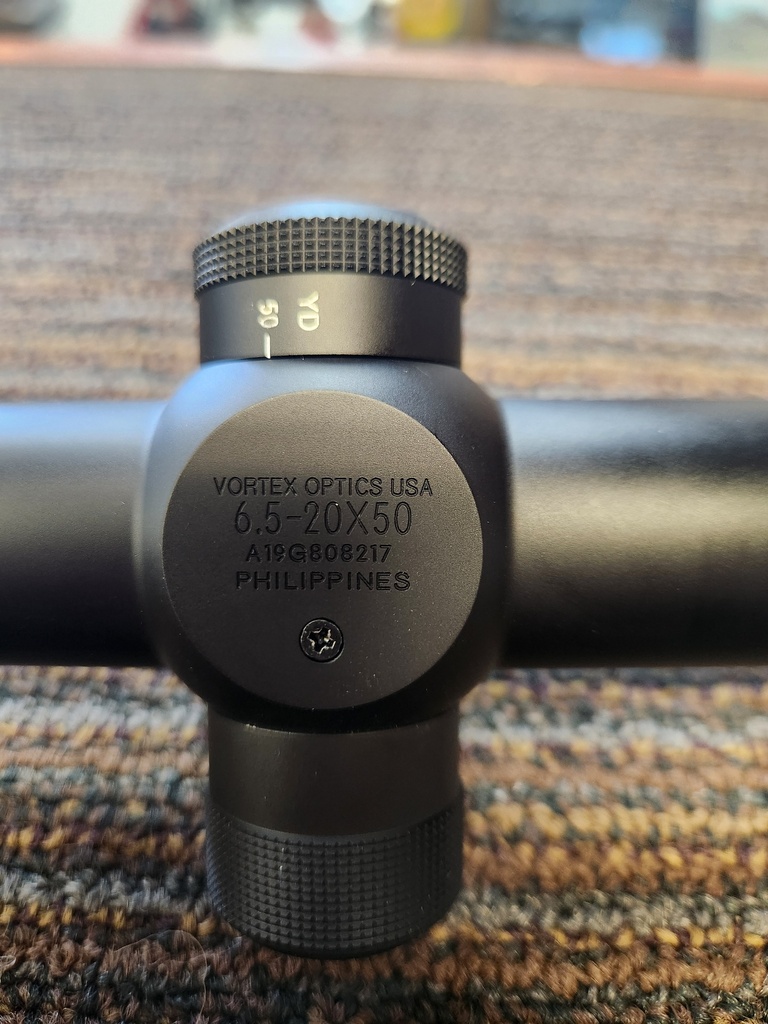 YD
50
VORTEX OPTICS USA
6.5-20X50
A19G808217
PHILIPPINES